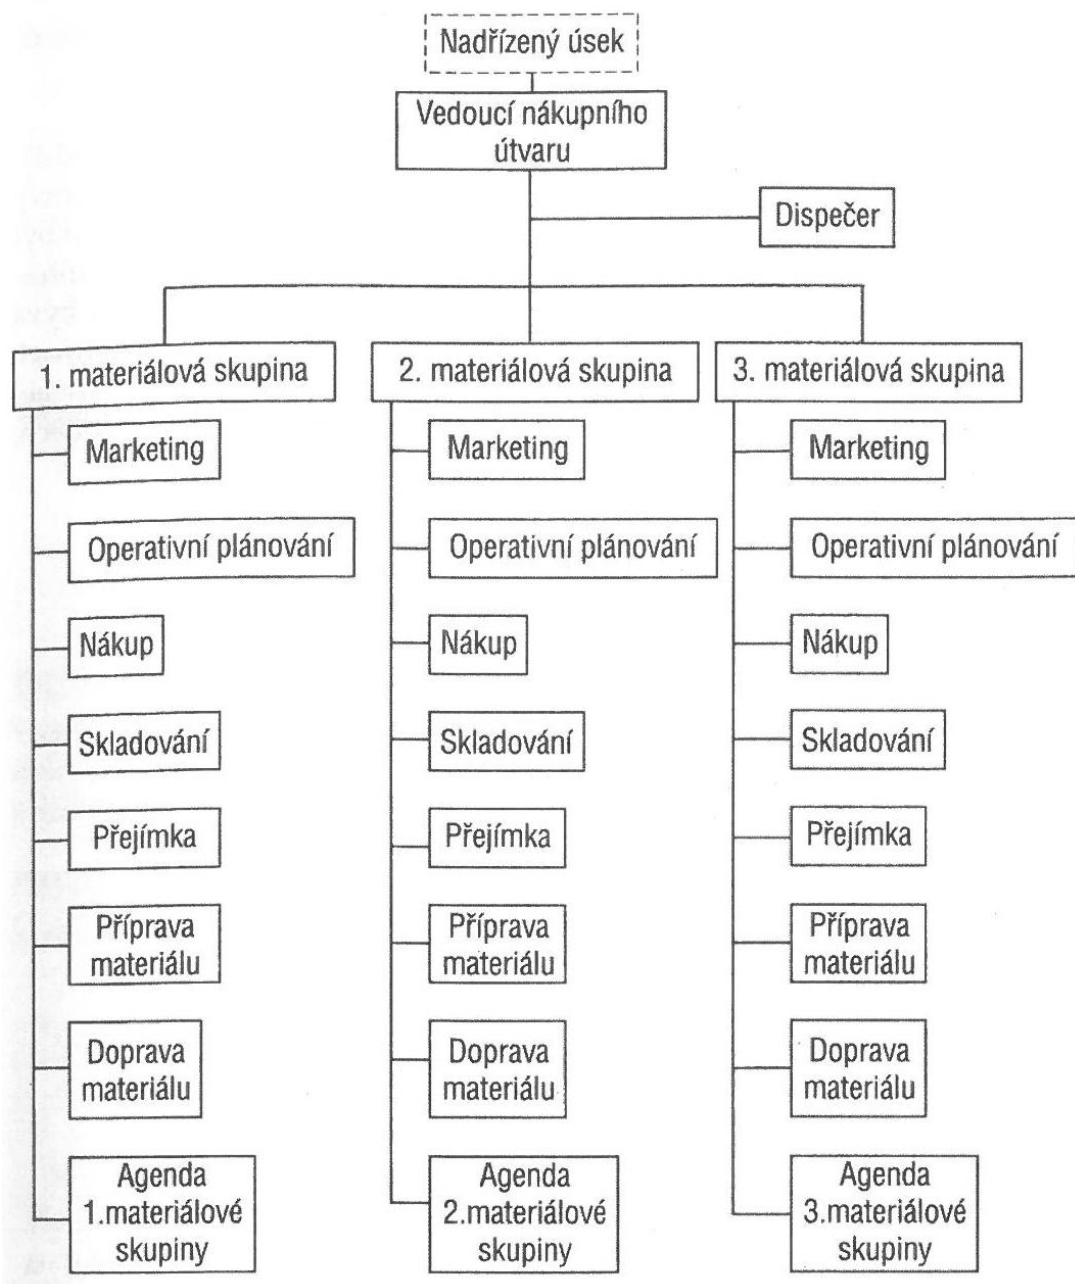 Nadřízený úsek
Vedoucí nákupního
útvaru
Dispečer
1. materiálová skupina
2. materiálová skupina
3. materiálová skupina
Marketing
Marketing
Marketing
Operativní plánování
Operativní plánování
Operativní plánování
Nákup
Nákup
Nákup
Skladování
Skladování
Skladování
Přejímka
Přejímka
Přejímka
Příprava
materiálu
Příprava
materiálu
Příprava
materiálu
Doprava
materiálu
Doprava
materiálu
Doprava
materiálu
Agenda
1.materiálové
skupiny
Agenda
2.materiálové
skupiny
Agenda
3.materiálové
skupiny